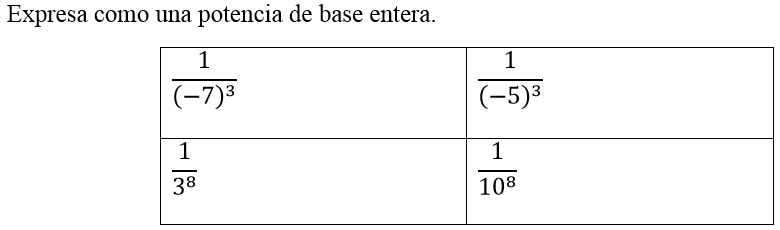 Expresa como una potencia de base entera.
1/(−7)³ 1/(−5)³
1/3⁸ 1/10⁸